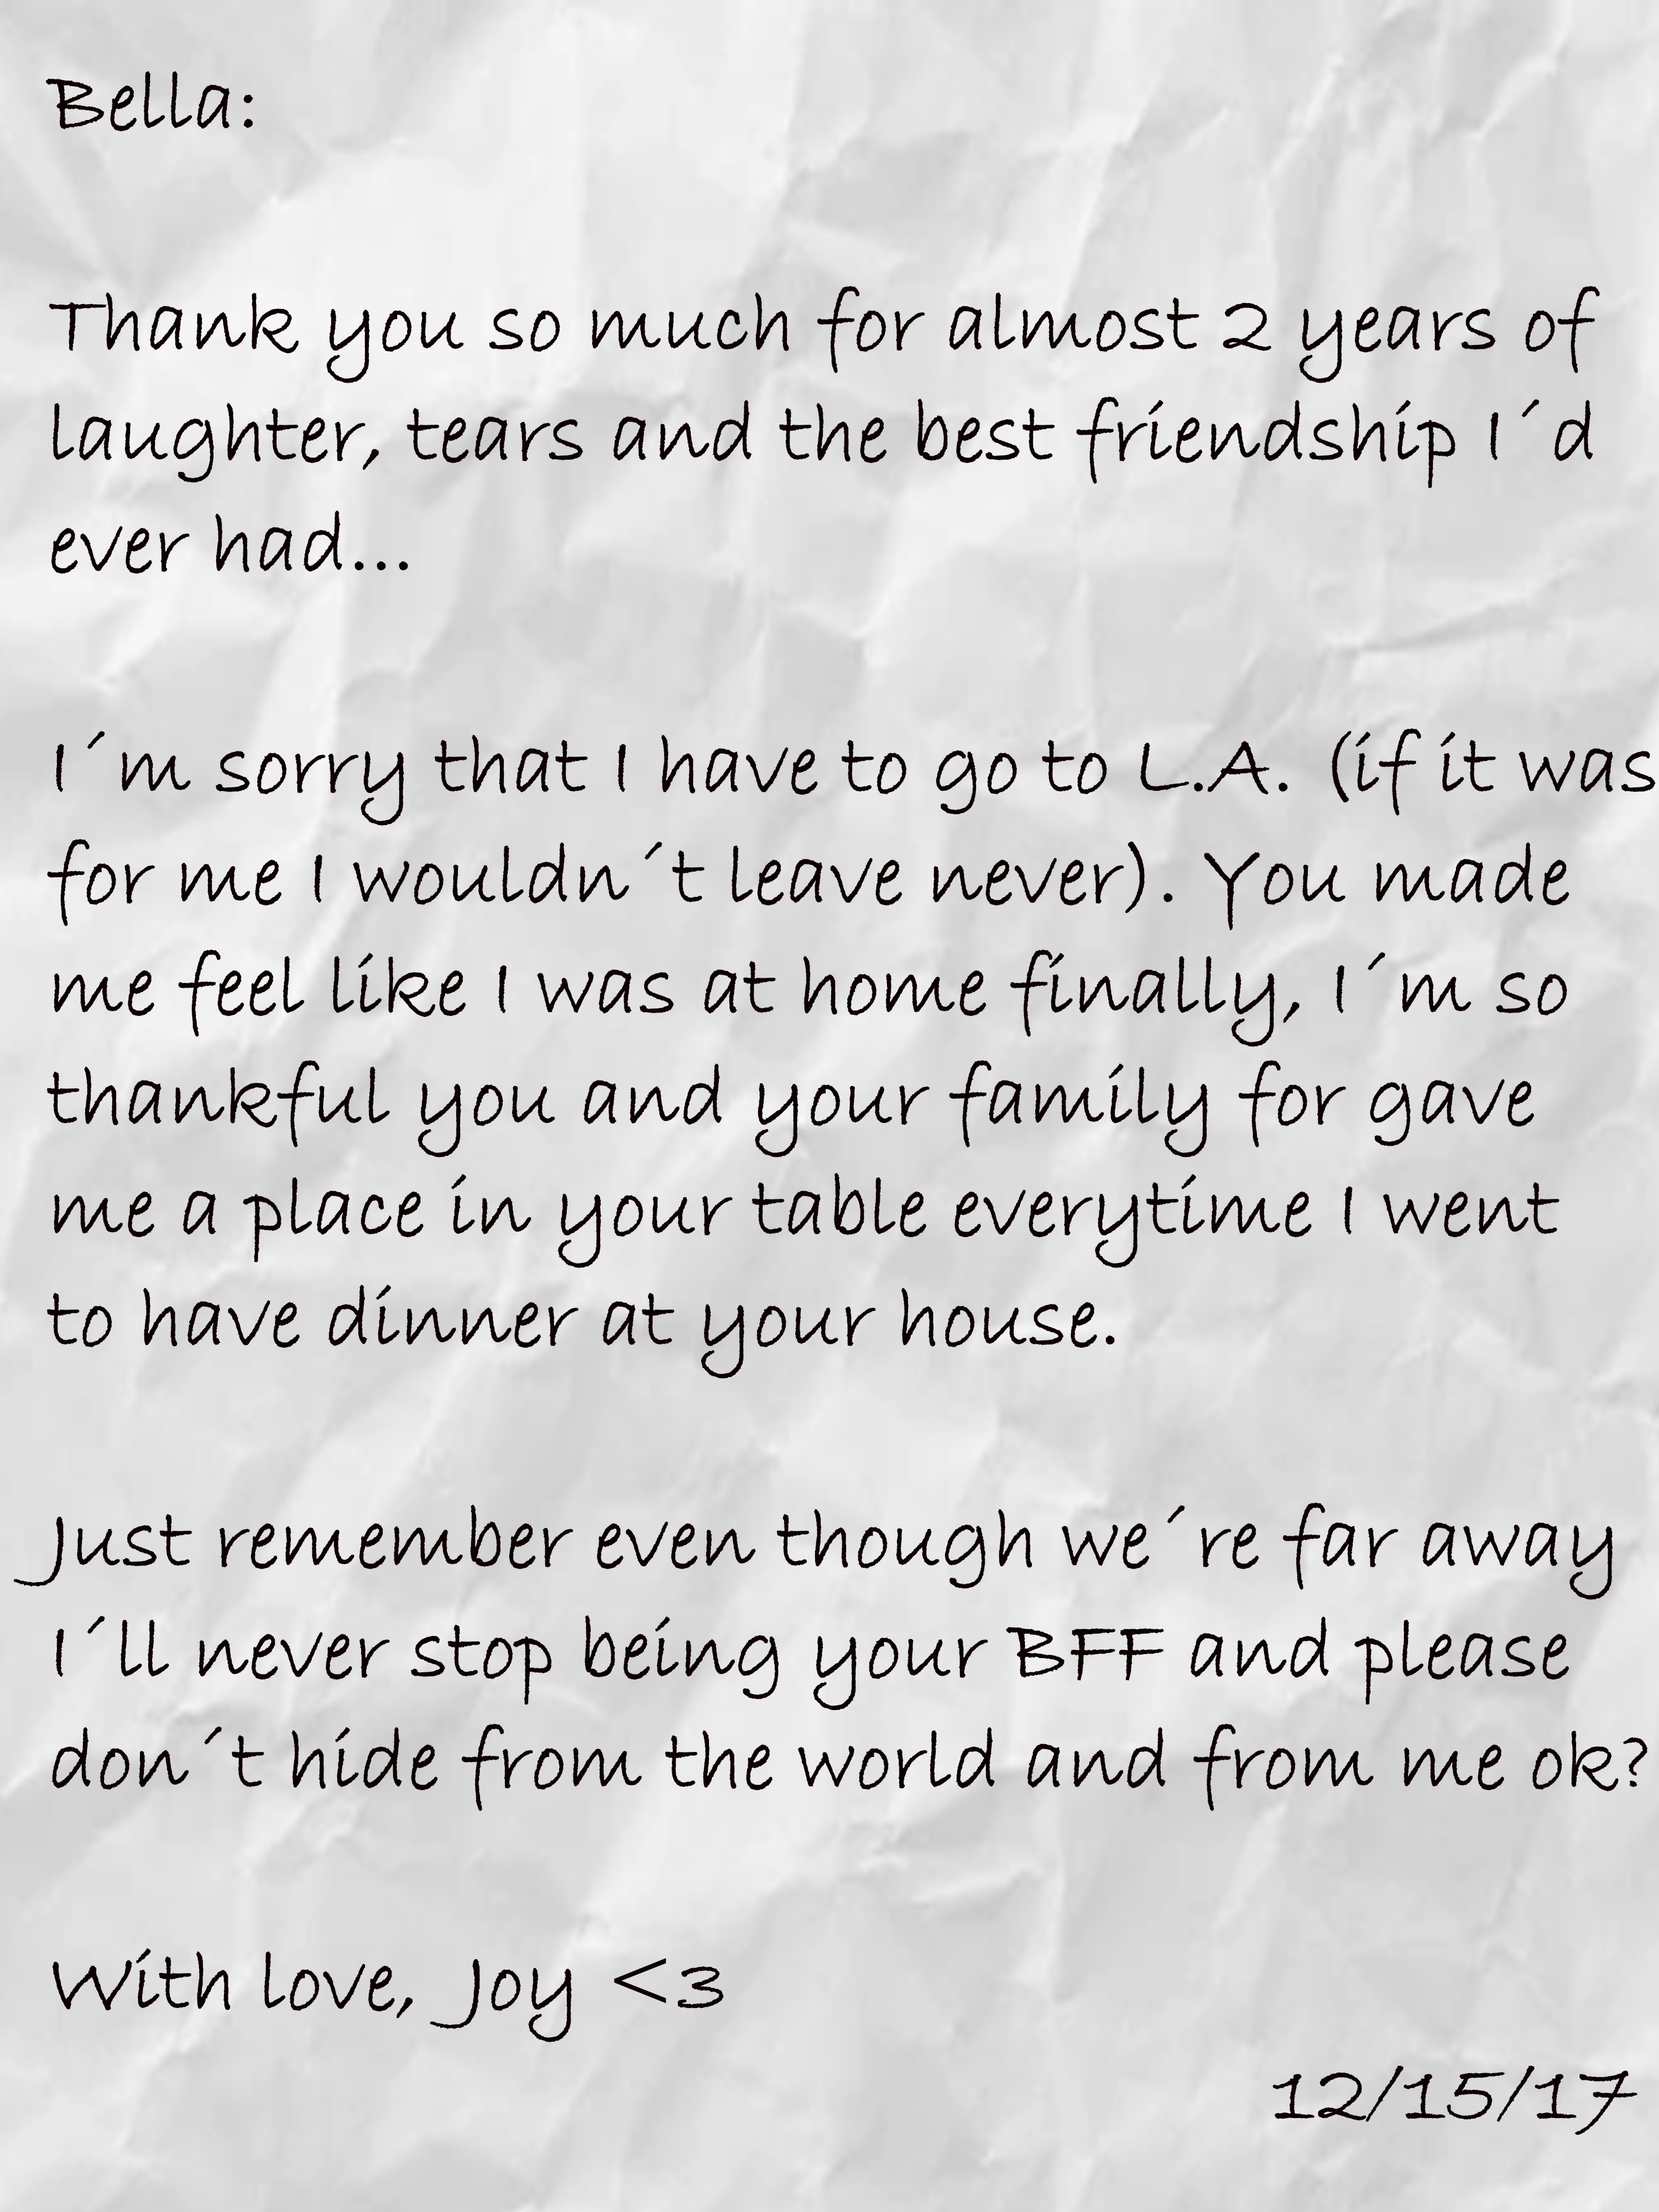 Bella:
Thank you so much for almost 2 years of
laughter, tears and the best friendship I´d
ever had...
I´m sorry that I have to go to L.A. (if it was
for me I wouldn´t leave never). You made
me feel like I was at home finally, I´m so
thankful you and your family for gave
me a place in your table everytime I went
to have dinner at your house.
Just remember even though we´re far away
I´ll never stop being your BFF and please
don´t hide from the world and from me ok?
With love, Joy <3
12/15/17